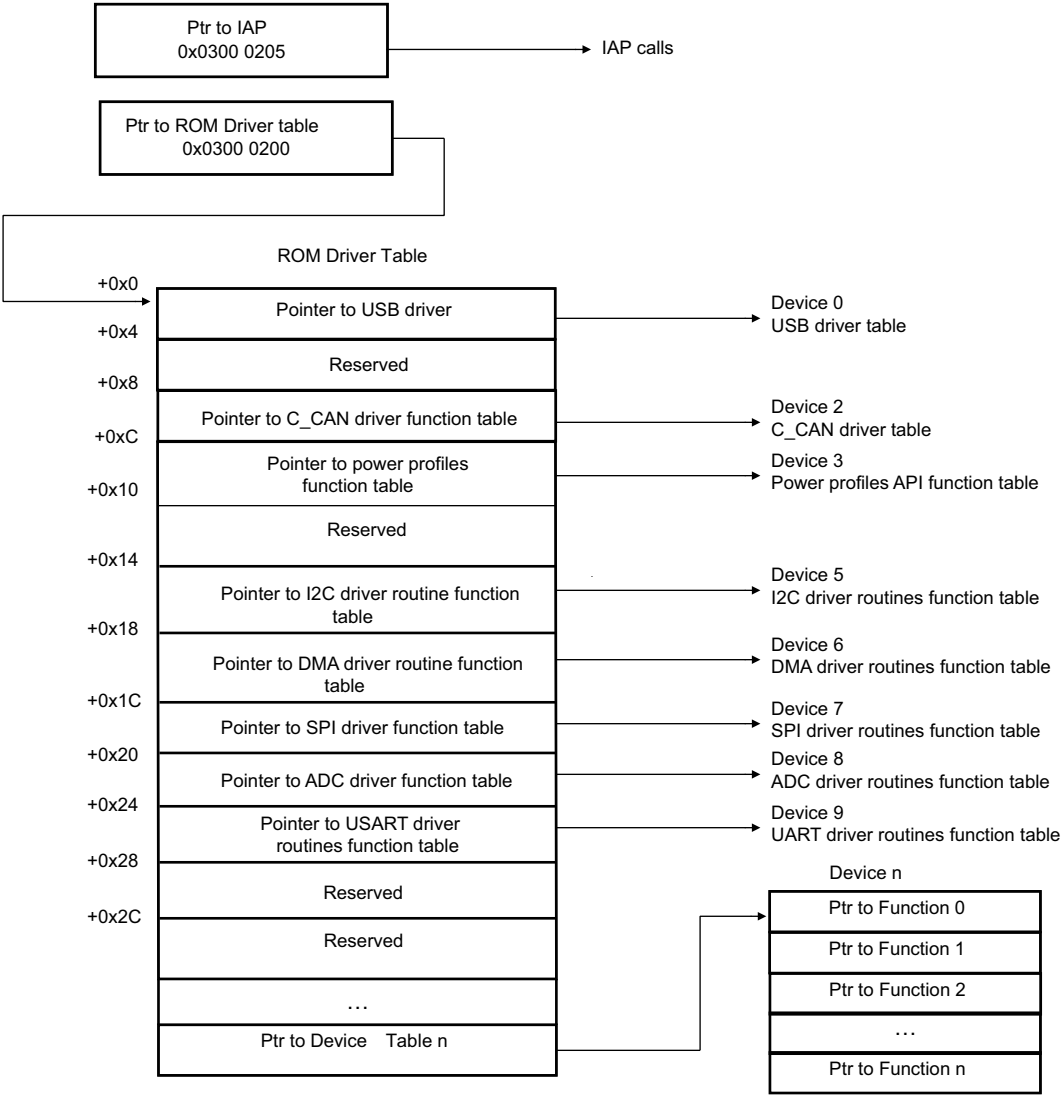 Ptr to IAP
0x0300 0205
IAP calls
Ptr to ROM Driver table
0x0300 0200
ROM Driver Table
+0x0
Pointer to USB driver
Device 0
USB driver table
+0x4
Reserved
+0x8
Pointer to C_CAN driver function table
Device 2
C_CAN driver table
+0xC
Pointer to power profiles
function table
Device 3
Power profiles API function table
+0x10
Reserved
+0x14
Pointer to I2C driver routine function
table
Device 5
I2C driver routines function table
+0x18
Pointer to DMA driver routine function
table
Device 6
DMA driver routines function table
+0x1C
Pointer to SPI driver function table
Device 7
SPI driver routines function table
+0x20
Pointer to ADC driver function table
Device 8
ADC driver routines function table
+0x24
Pointer to USART driver
routines function table
Device 9
UART driver routines function table
+0x28
Reserved
+0x2C
Reserved
…
Ptr to Device Table n
Device n
Ptr to Function 0
Ptr to Function 1
Ptr to Function 2
…
Ptr to Function n